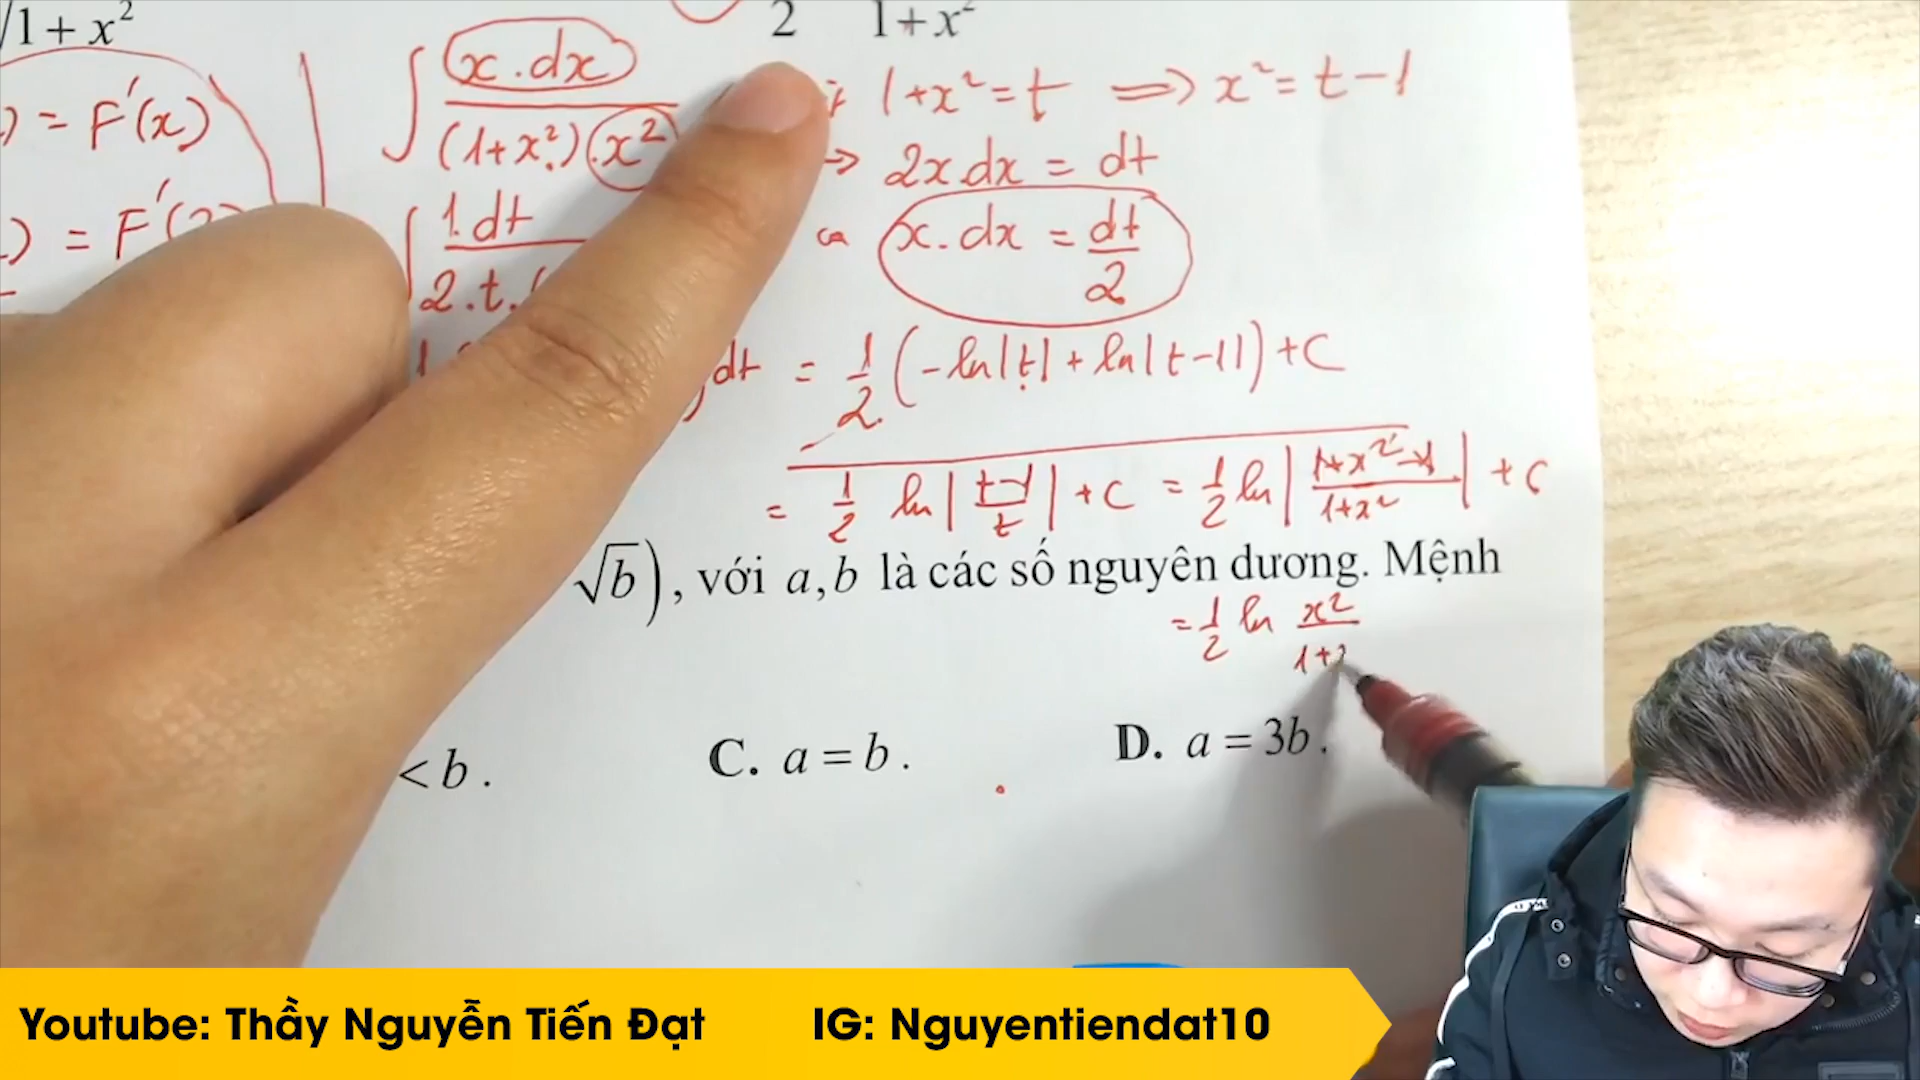 √1 + x²
2   1 + x²
∫ x.dx / (1+x²).x²
1+x² = t ⟹ x² = t − 1
) = F'(x)
→ 2x.dx = dt
∫ 1.dt / 2.t.(
) = F'(
x.dx = dt/2
dt = 1/2 (−ln|t| + ln|t−1|) + C
= 1/2 ln|(t−1)/t| + C = 1/2 ln|(1+x²−1)/(1+x²)| + C
√b), với a, b là các số nguyên dương. Mệnh
= 1/2 ln x²/1+
< b .   C. a = b .   D. a = 3b .
Youtube: Thầy Nguyễn Tiến Đạt   IG: Nguyentiendat10